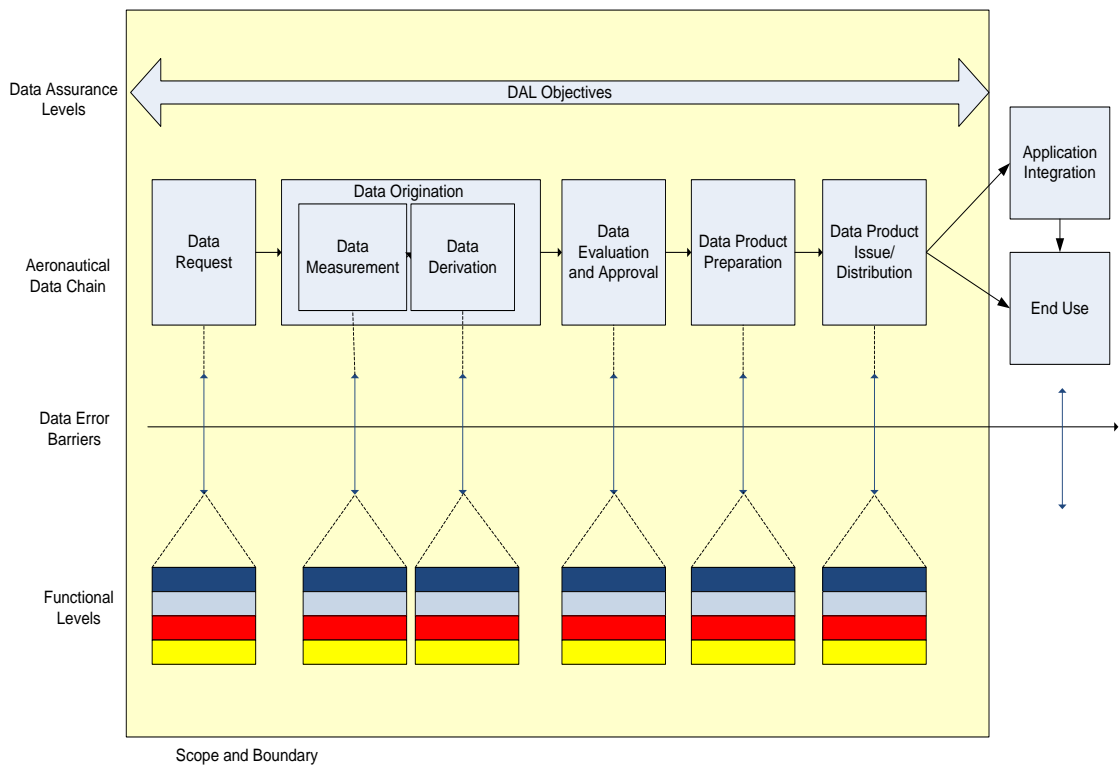 Data Assurance
Levels
DAL Objectives
Application
Integration
Data Origination
Data
Request
Data
Measurement
Data
Derivation
Data
Evaluation
and Approval
Data Product
Preparation
Data Product
Issue/
Distribution
Aeronautical
Data Chain
End Use
Data Error
Barriers
Functional
Levels
Scope and Boundary